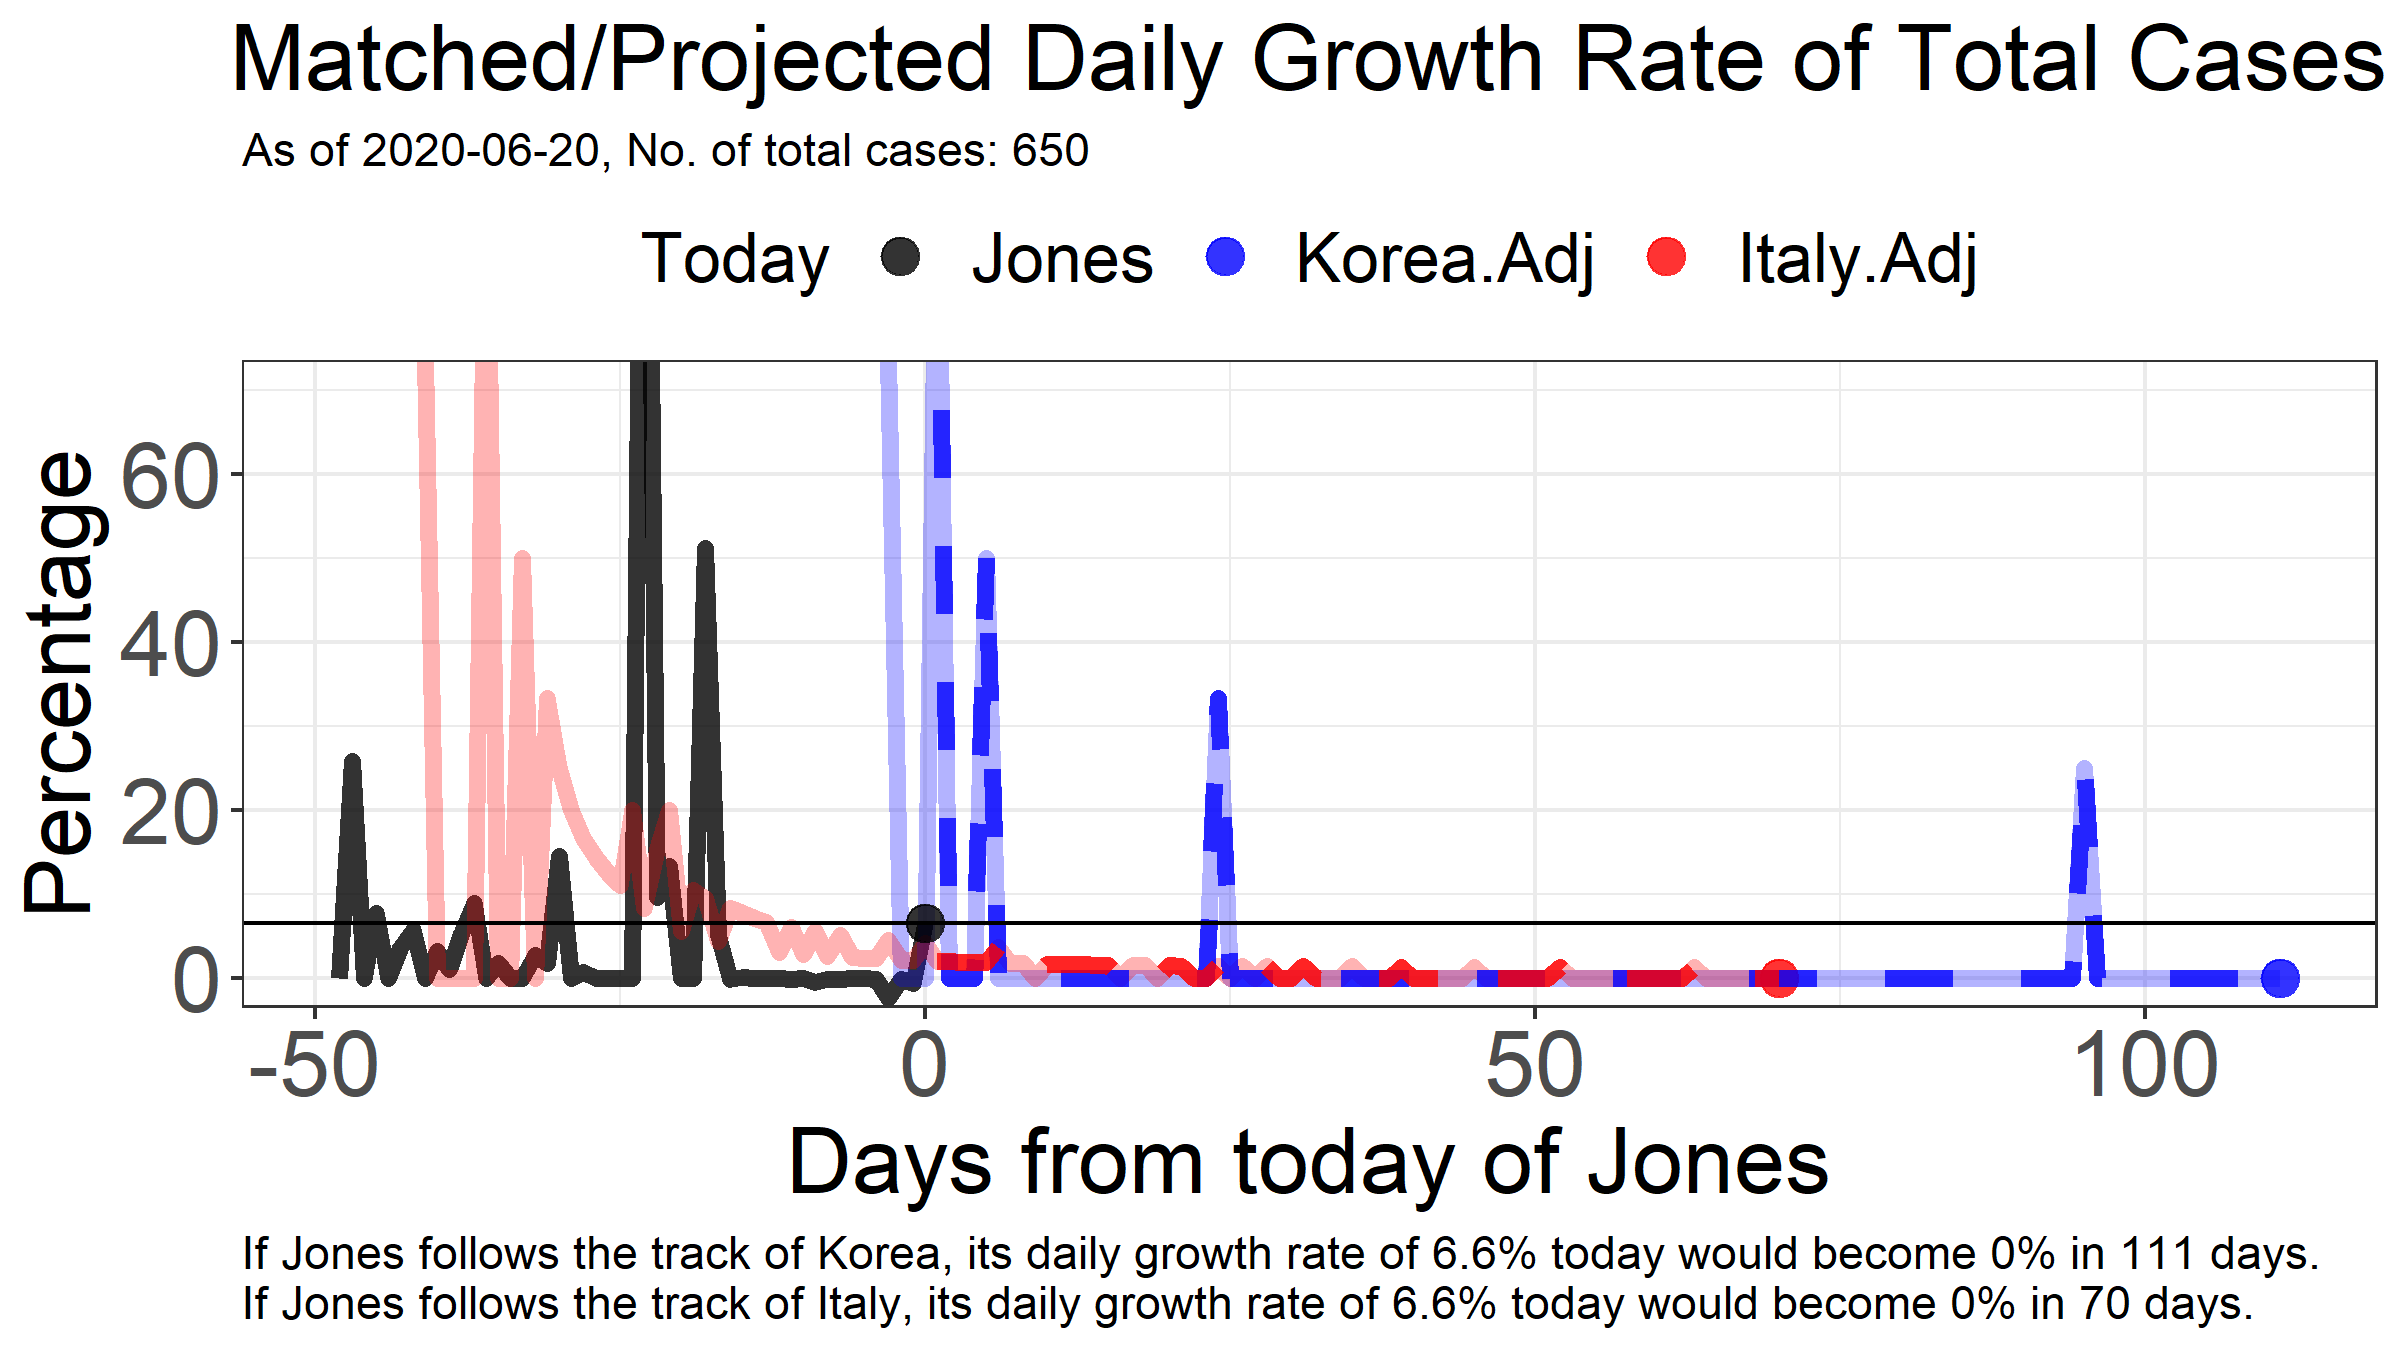 Matched/Projected Daily Growth Rate of Total Cases
As of 2020-06-20, No. of total cases: 650
Today Jones Korea.Adj Italy.Adj
Percentage
60
40
20
0
-50 0 50 100
Days from today of Jones
If Jones follows the track of Korea, its daily growth rate of 6.6% today would become 0% in 111 days.
If Jones follows the track of Italy, its daily growth rate of 6.6% today would become 0% in 70 days.